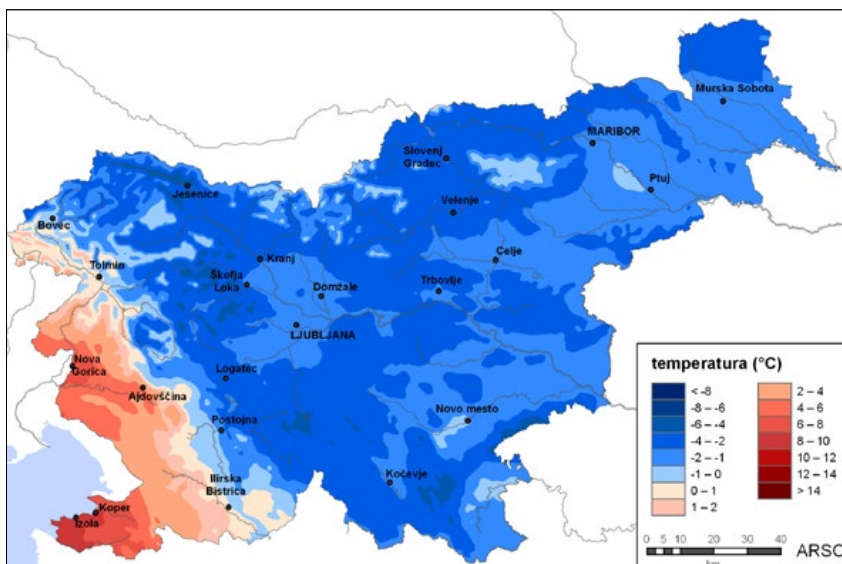 Murska Sobota
MARIBOR
Slovenj
Gradec
Ptuj
Jesenice
Velenje
Bovec
Celje
Kranj
Tolmin
Škofja
Loka
Domžale
Trbovlje
LJUBLJANA
Nova
Gorica
Logatec
Ajdovščina
Novo mesto
Postojna
Ilirska
Bistrica
Kočevje
Koper
Izola
temperatura (°C)
< -8
-8 – -6
-6 – -4
-4 – -2
-2 – -1
-1 – 0
0 – 1
1 – 2
2 – 4
4 – 6
6 – 8
8 – 10
10 – 12
12 – 14
> 14
0 5 10 20 30 40
km
ARSO